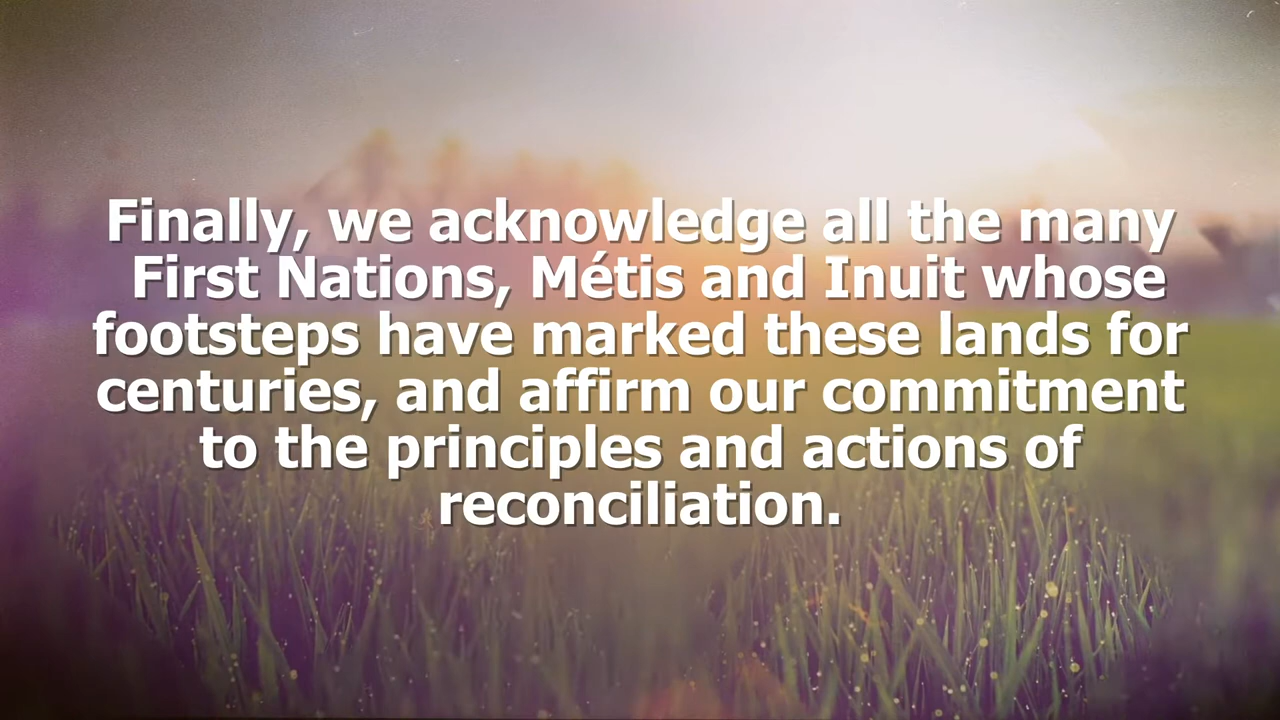 Finally, we acknowledge all the many
First Nations, Métis and Inuit whose
footsteps have marked these lands for
centuries, and affirm our commitment
to the principles and actions of
reconciliation.